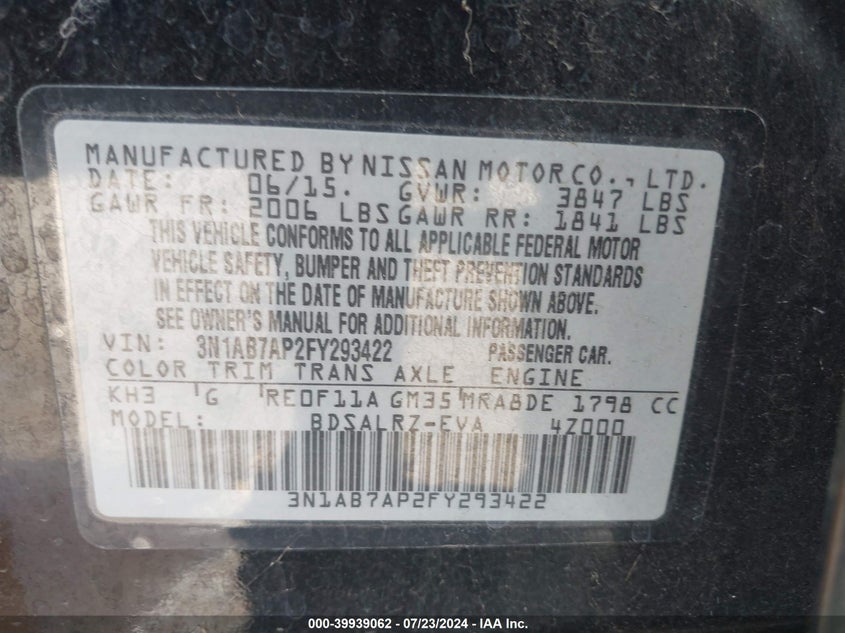 MANUFACTURED BY NISSAN MOTOR CO., LTD.
DATE: 06/15. GVWR: 3847 LBS
GAWR FR: 2006 LBS GAWR RR: 1841 LBS
THIS VEHICLE CONFORMS TO ALL APPLICABLE FEDERAL MOTOR
VEHICLE SAFETY, BUMPER AND THEFT PREVENTION STANDARDS
IN EFFECT ON THE DATE OF MANUFACTURE SHOWN ABOVE.
SEE OWNER'S MANUAL FOR ADDITIONAL INFORMATION.
VIN: 3N1AB7AP2FY293422 PASSENGER CAR.
COLOR TRIM TRANS AXLE ENGINE
KH3 G RE0F11A GM35 MRA8DE 1798 CC
MODEL: BDSALRZ-EVA 4Z000
3N1AB7AP2FY293422
000-39939062 / 07/23/2024 - IAA Inc.